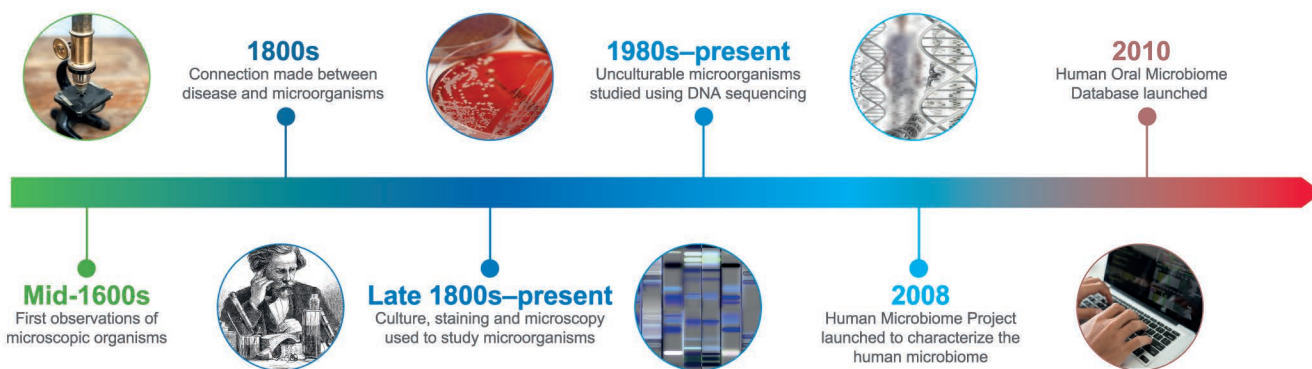 1800s
Connection made between
disease and microorganisms
1980s–present
Unculturable microorganisms
studied using DNA sequencing
2010
Human Oral Microbiome
Database launched
Mid-1600s
First observations of
microscopic organisms
Late 1800s–present
Culture, staining and microscopy
used to study microorganisms
2008
Human Microbiome Project
launched to characterize the
human microbiome